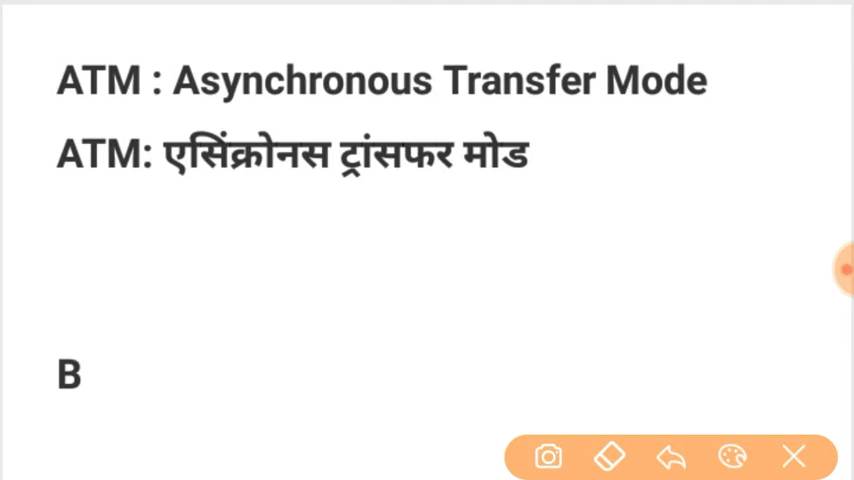 ATM : Asynchronous Transfer Mode
ATM: एसिंक्रोनस ट्रांसफर मोड
B